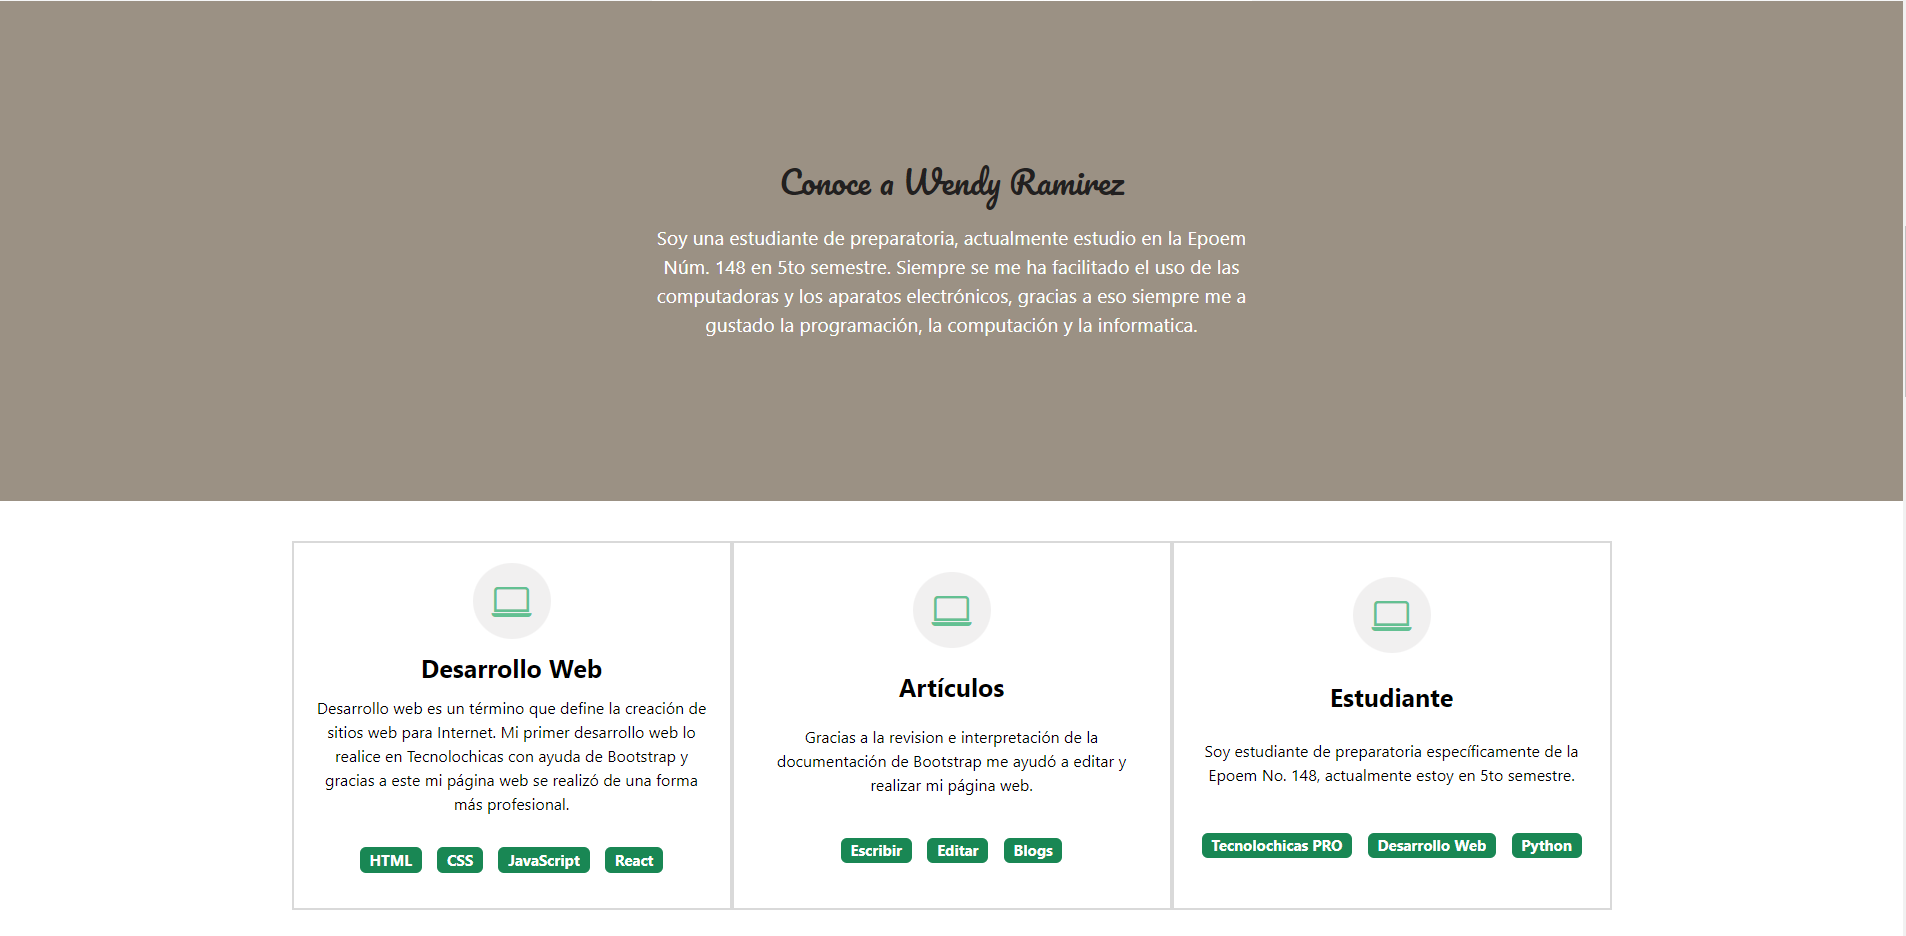 Conoce a Wendy Ramirez
Soy una estudiante de preparatoria, actualmente estudio en la Epoem
Núm. 148 en 5to semestre. Siempre se me ha facilitado el uso de las
computadoras y los aparatos electrónicos, gracias a eso siempre me a
gustado la programación, la computación y la informatica.
Desarrollo Web
Desarrollo web es un término que define la creación de
sitios web para Internet. Mi primer desarrollo web lo
realice en Tecnolochicas con ayuda de Bootstrap y
gracias a este mi página web se realizó de una forma
más profesional.
HTML CSS JavaScript React
Artículos
Gracias a la revision e interpretación de la
documentación de Bootstrap me ayudó a editar y
realizar mi página web.
Escribir Editar Blogs
Estudiante
Soy estudiante de preparatoria específicamente de la
Epoem No. 148, actualmente estoy en 5to semestre.
Tecnolochicas PRO Desarrollo Web Python